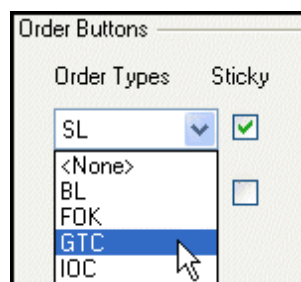 Order Buttons
Order Types Sticky
SL
<None>
BL
FOK
GTC
IOC